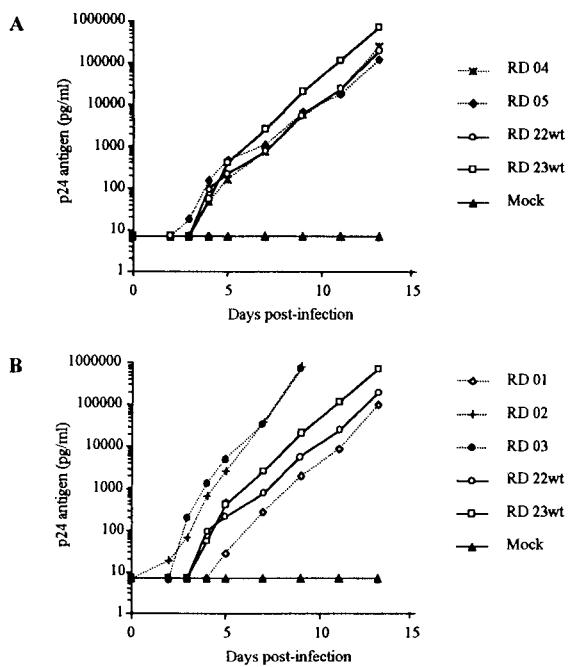 A
p24 antigen (pg/ml)
1000000
100000
10000
1000
100
10
1
0
5
10
15
Days post-infection
RD 04
RD 05
RD 22wt
RD 23wt
Mock
B
p24 antigen (pg/ml)
1000000
100000
10000
1000
100
10
1
0
5
10
15
Days post-infection
RD 01
RD 02
RD 03
RD 22wt
RD 23wt
Mock